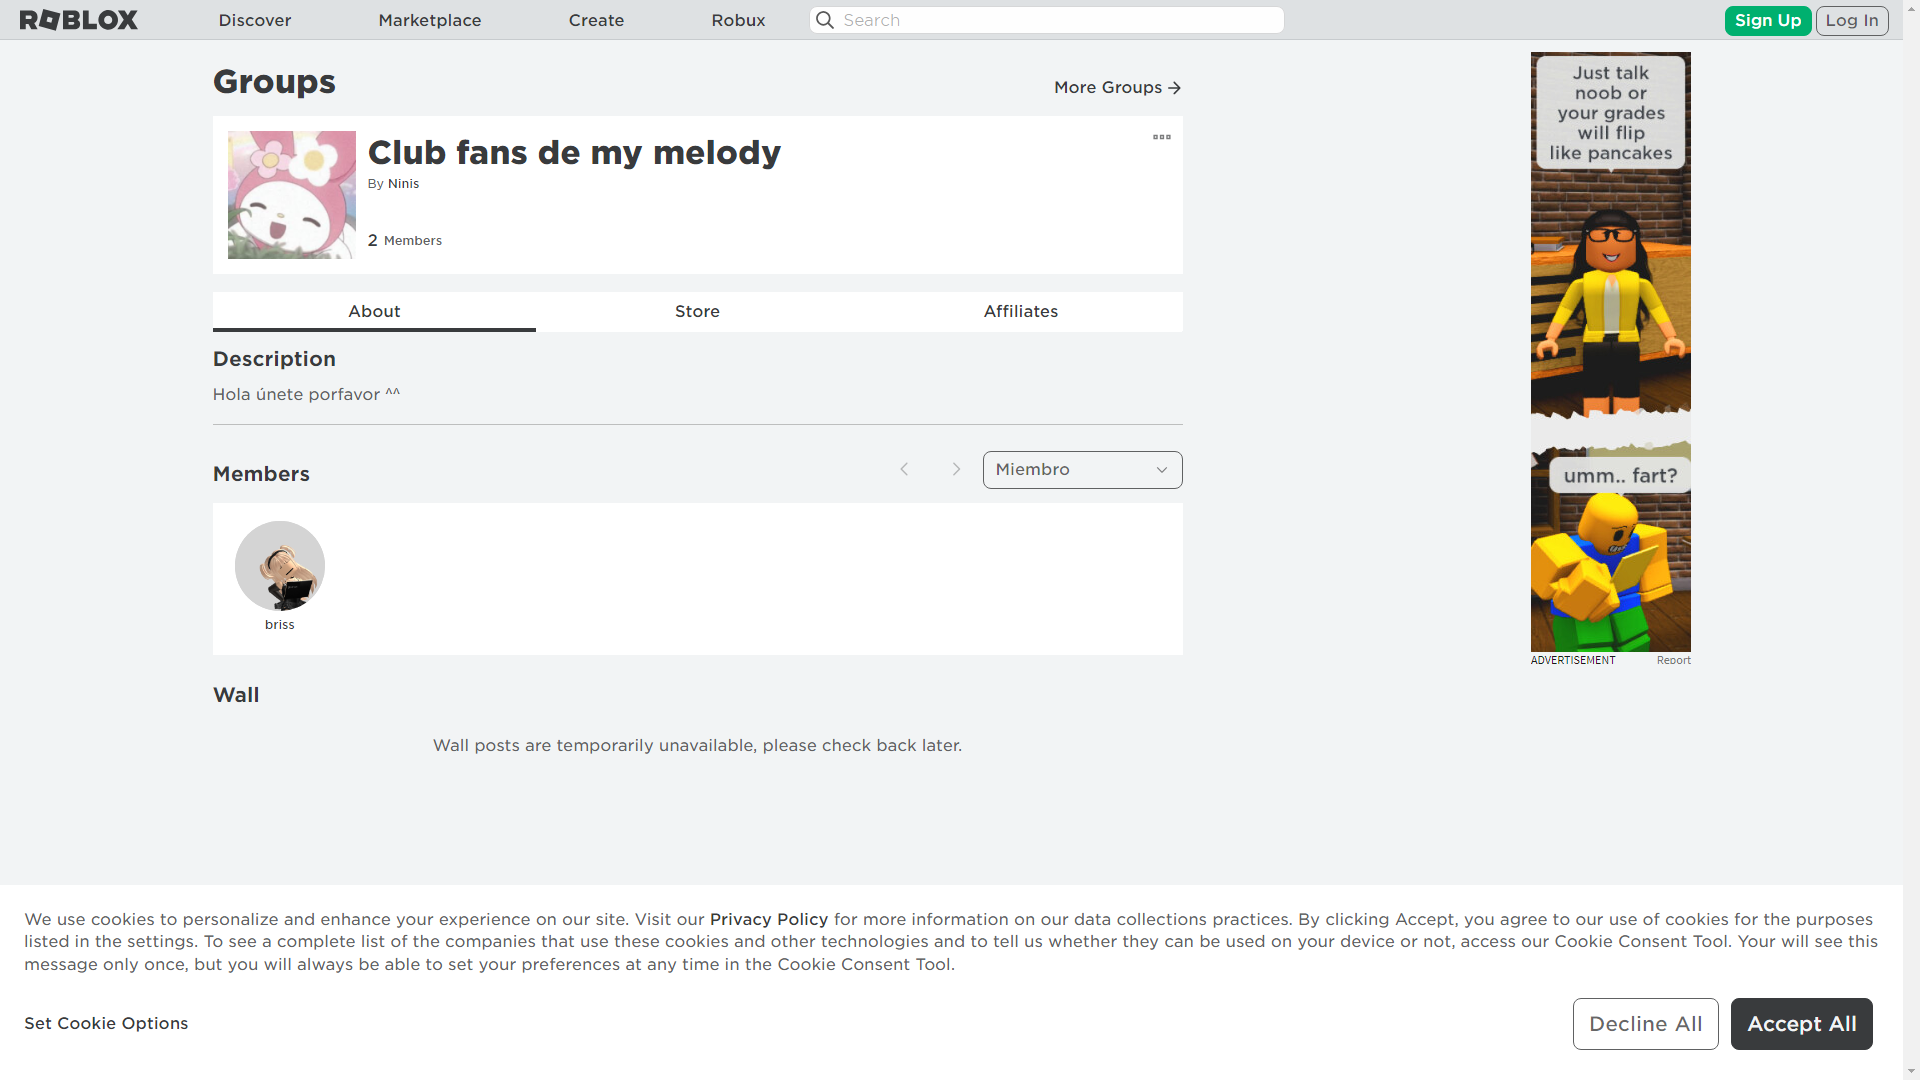 ROBLOX
Discover
Marketplace
Create
Robux
Search
Sign Up
Log In
Groups
More Groups
Club fans de my melody
By Ninis
2 Members
About
Store
Affiliates
Description
Hola únete porfavor ^^
Members
Miembro
briss
Wall
Wall posts are temporarily unavailable, please check back later.
Just talk
noob or
your grades
will flip
like pancakes
umm.. fart?
ADVERTISEMENT
Report
We use cookies to personalize and enhance your experience on our site. Visit our Privacy Policy for more information on our data collections practices. By clicking Accept, you agree to our use of cookies for the purposes
listed in the settings. To see a complete list of the companies that use these cookies and other technologies and to tell us whether they can be used on your device or not, access our Cookie Consent Tool. Your will see this
message only once, but you will always be able to set your preferences at any time in the Cookie Consent Tool.
Set Cookie Options
Decline All
Accept All